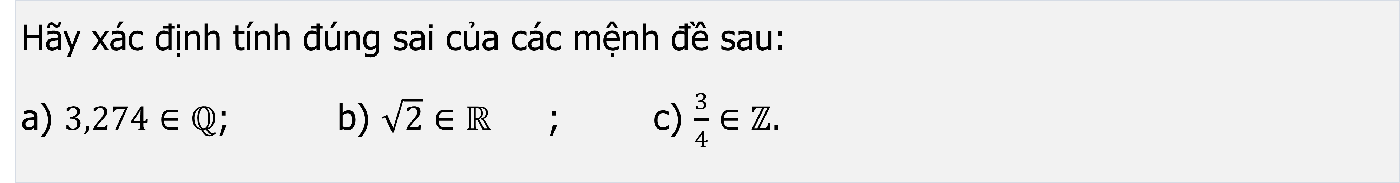 Hãy xác định tính đúng sai của các mệnh đề sau:
a) 3,274 ∈ ℚ; b) √2 ∈ ℝ ; c) 3/4 ∈ ℤ.